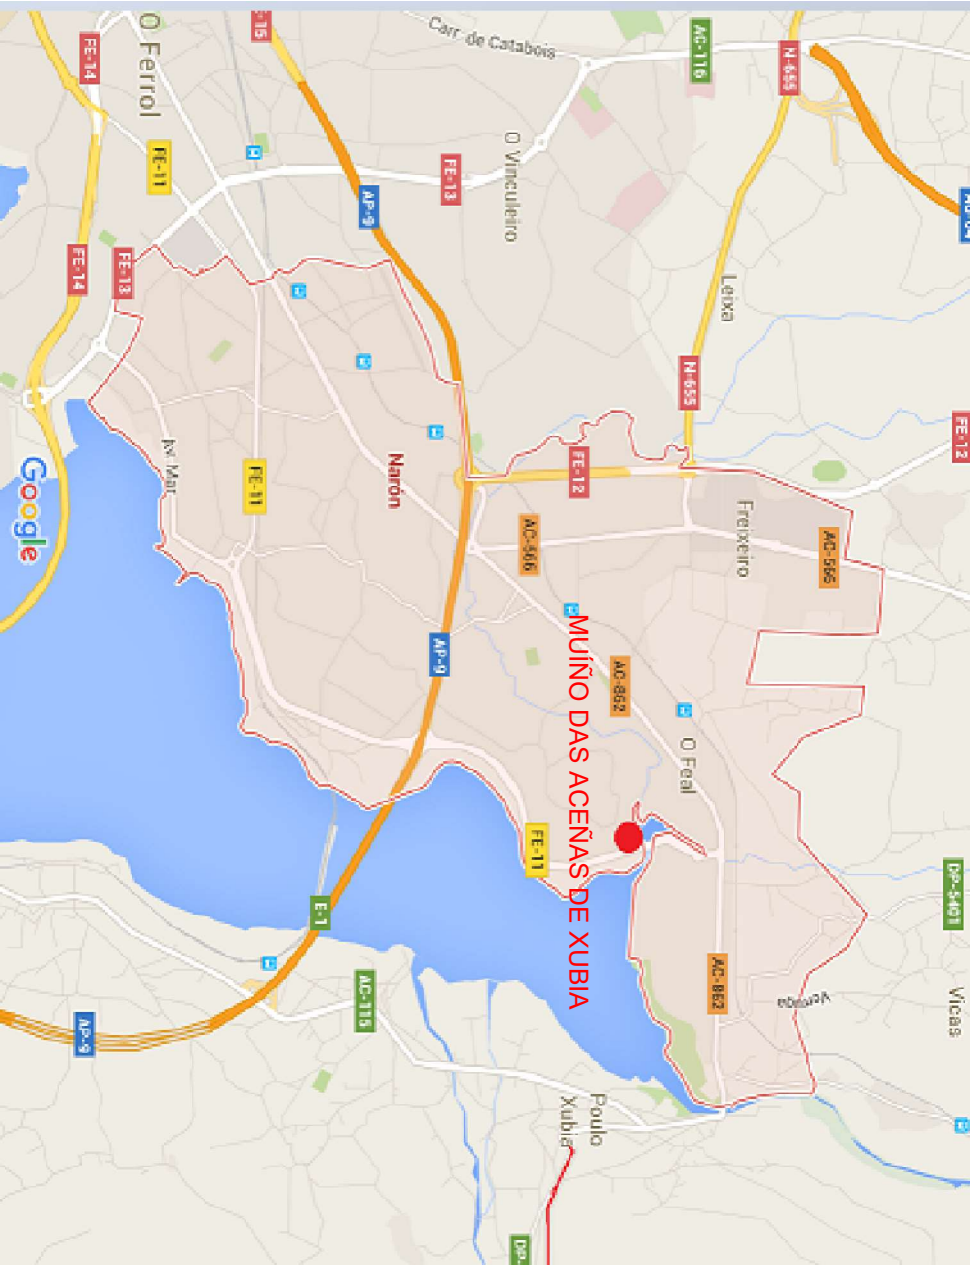 MUÍÑO DAS ACEÑAS DE XUBIA
AC-116
N-655
Carr. de Catabois
FE-14
O Ferrol
FE-11
FE-13
O Vinculeiro
AP-9
Leixa
FE-14
FE-13
N-655
FE-12
Narón
FE-11
FE-12
Freixeiro
AC-566
AC-566
Google
AP-9
AC-862
O Feal
FE-11
DP-5401
E-1
AC-862
AC-115
Vicas
AP-9
Poulo
Xubia
DP-